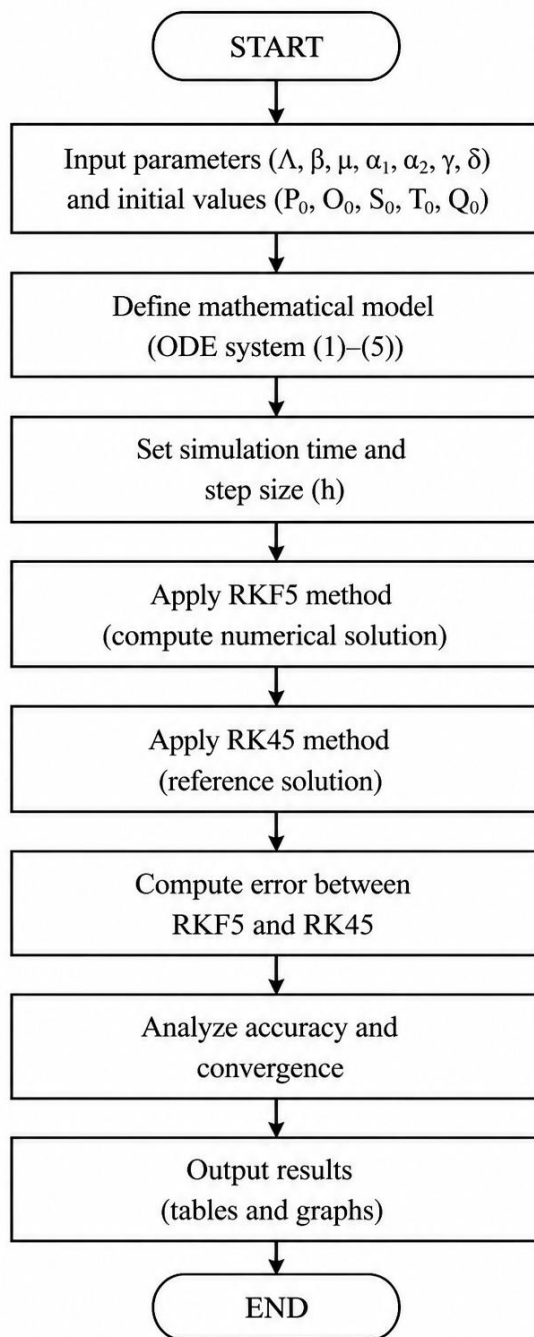 START
Input parameters (Λ, β, μ, α₁, α₂, γ, δ)
and initial values (P₀, O₀, S₀, T₀, Q₀)
Define mathematical model
(ODE system (1)–(5))
Set simulation time and
step size (h)
Apply RKF5 method
(compute numerical solution)
Apply RK45 method
(reference solution)
Compute error between
RKF5 and RK45
Analyze accuracy and
convergence
Output results
(tables and graphs)
END